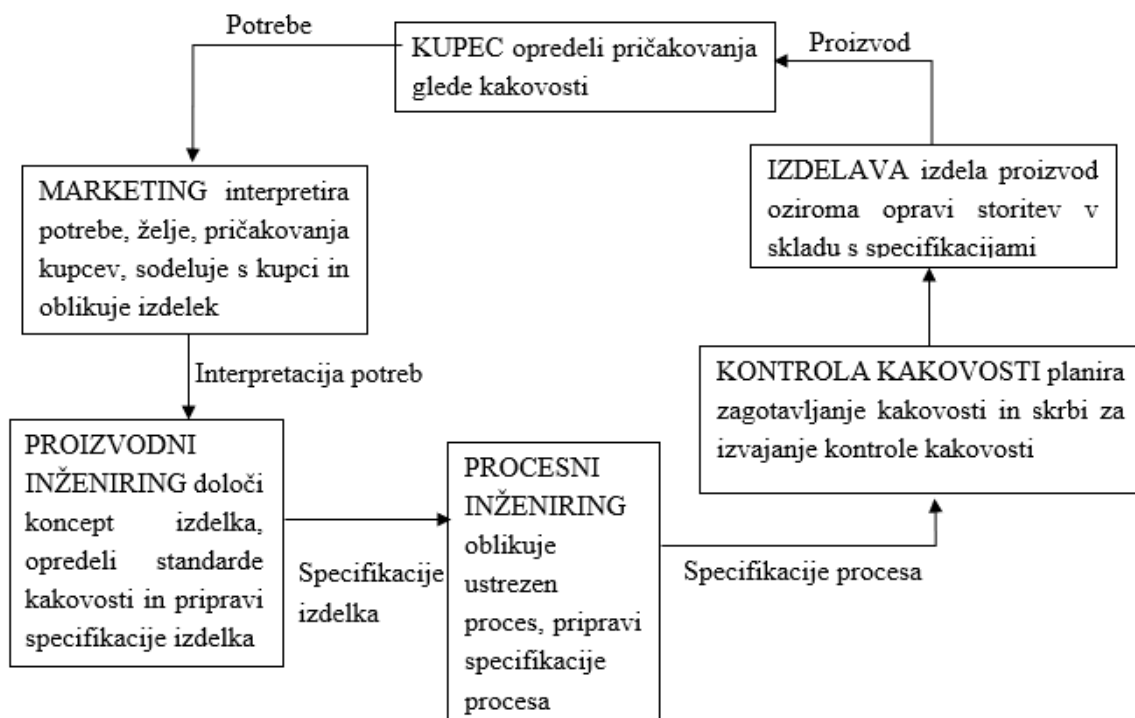 Potrebe
KUPEC opredeli pričakovanja
glede kakovosti
Proizvod
MARKETING interpretira
potrebe, želje, pričakovanja
kupcev, sodeluje s kupci in
oblikuje izdelek
Interpretacija potreb
PROIZVODNI
INŽENIRING določi
koncept izdelka,
opredeli standarde
kakovosti in pripravi
specifikacije izdelka
Specifikacije
izdelka
PROCESNI
INŽENIRING
oblikuje
ustrezen
proces, pripravi
specifikacije
procesa
Specifikacije procesa
KONTROLA KAKOVOSTI planira
zagotavljanje kakovosti in skrbi za
izvajanje kontrole kakovosti
IZDELAVA izdela proizvod
oziroma opravi storitev v
skladu s specifikacijami